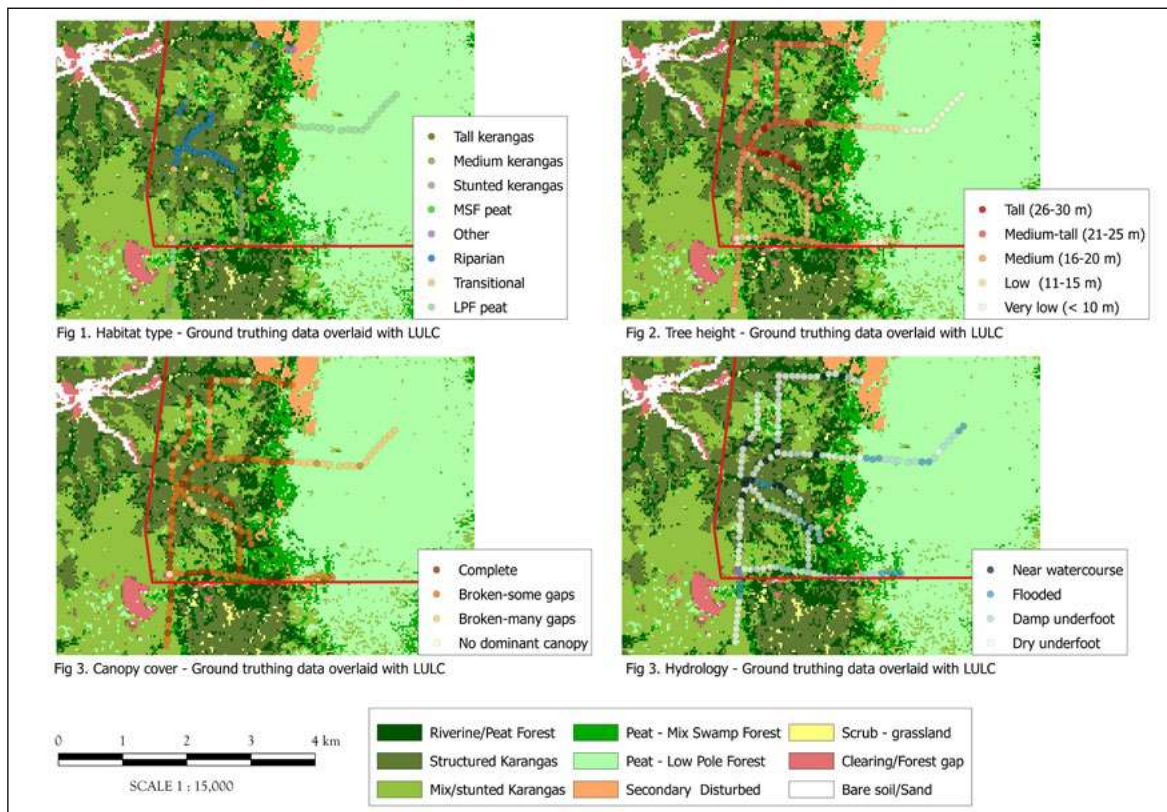 Tall kerangas
Medium kerangas
Stunted kerangas
MSF peat
Other
Riparian
Transitional
LPF peat
Fig 1. Habitat type - Ground truthing data overlaid with LULC
Tall (26-30 m)
Medium-tall (21-25 m)
Medium (16-20 m)
Low (11-15 m)
Very low (< 10 m)
Fig 2. Tree height - Ground truthing data overlaid with LULC
Complete
Broken-some gaps
Broken-many gaps
No dominant canopy
Fig 3. Canopy cover - Ground truthing data overlaid with LULC
Near watercourse
Flooded
Damp underfoot
Dry underfoot
Fig 3. Hydrology - Ground truthing data overlaid with LULC
0 1 2 3 4 km
SCALE 1 : 15,000
Riverine/Peat Forest
Structured Karangas
Mix/stunted Karangas
Peat - Mix Swamp Forest
Peat - Low Pole Forest
Secondary Disturbed
Scrub - grassland
Clearing/Forest gap
Bare soil/Sand